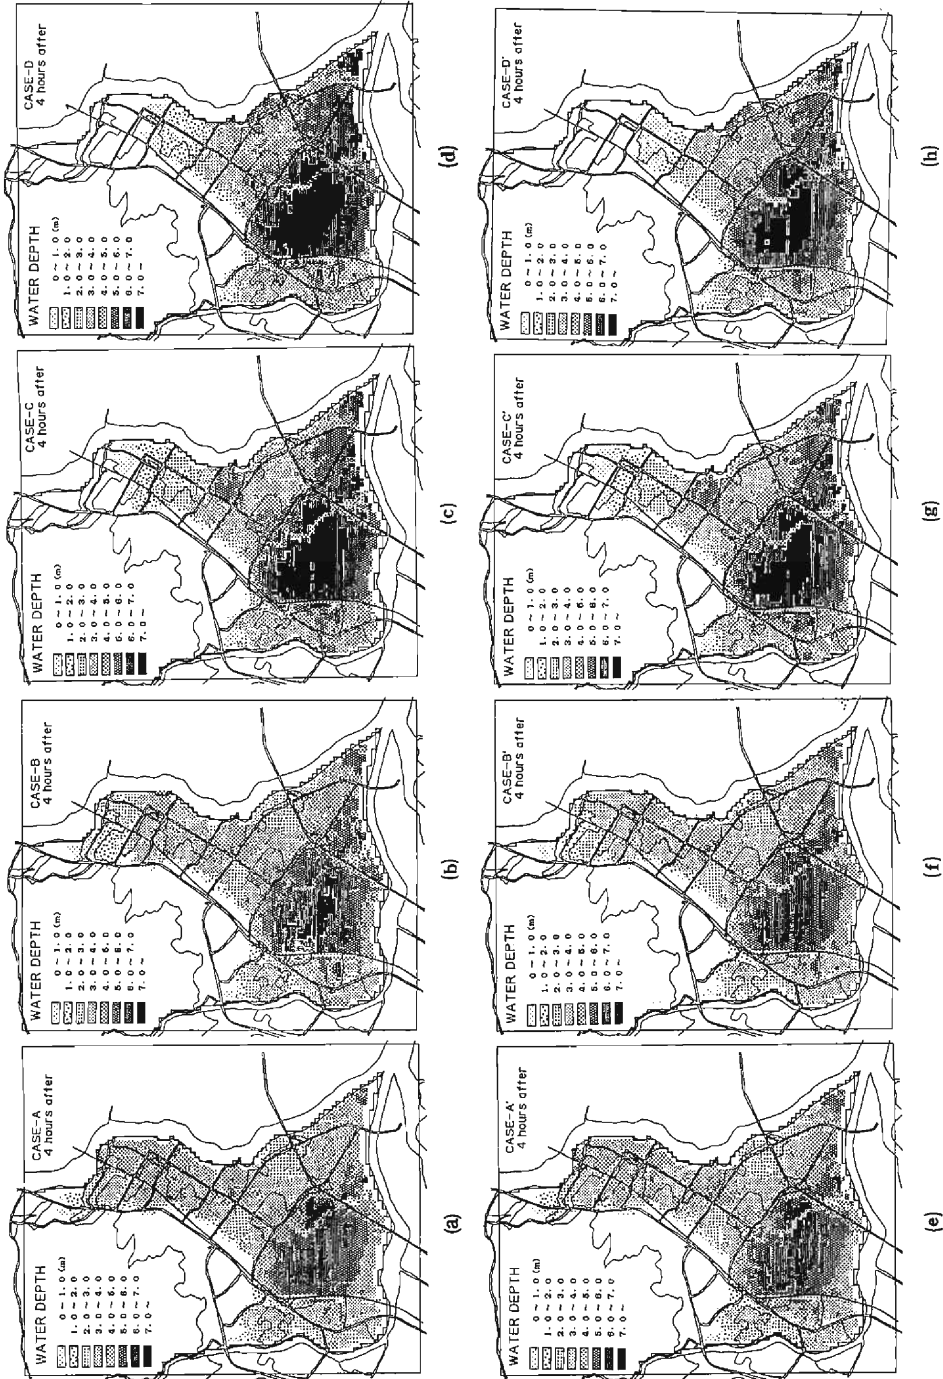 WATER DEPTH
CASE-A
4 hours after
0 ~ 1. 0 (m)
1. 0 ~ 2. 0
2. 0 ~ 3. 0
3. 0 ~ 4. 0
4. 0 ~ 5. 0
5. 0 ~ 6. 0
6. 0 ~ 7. 0
7. 0 ~
(a)
WATER DEPTH
CASE-B
4 hours after
0 ~ 1. 0 (m)
1. 0 ~ 2. 0
2. 0 ~ 3. 0
3. 0 ~ 4. 0
4. 0 ~ 5. 0
5. 0 ~ 6. 0
6. 0 ~ 7. 0
7. 0 ~
(b)
WATER DEPTH
CASE-C
4 hours after
0 ~ 1. 0 (m)
1. 0 ~ 2. 0
2. 0 ~ 3. 0
3. 0 ~ 4. 0
4. 0 ~ 5. 0
5. 0 ~ 6. 0
6. 0 ~ 7. 0
7. 0 ~
(c)
WATER DEPTH
CASE-D
4 hours after
0 ~ 1. 0 (m)
1. 0 ~ 2. 0
2. 0 ~ 3. 0
3. 0 ~ 4. 0
4. 0 ~ 5. 0
5. 0 ~ 6. 0
6. 0 ~ 7. 0
7. 0 ~
(d)
WATER DEPTH
CASE-A'
4 hours after
0 ~ 1. 0 (m)
1. 0 ~ 2. 0
2. 0 ~ 3. 0
3. 0 ~ 4. 0
4. 0 ~ 5. 0
5. 0 ~ 6. 0
6. 0 ~ 7. 0
7. 0 ~
(e)
WATER DEPTH
CASE-B'
4 hours after
0 ~ 1. 0 (m)
1. 0 ~ 2. 0
2. 0 ~ 3. 0
3. 0 ~ 4. 0
4. 0 ~ 5. 0
5. 0 ~ 6. 0
6. 0 ~ 7. 0
7. 0 ~
(f)
WATER DEPTH
CASE-C'
4 hours after
0 ~ 1. 0 (m)
1. 0 ~ 2. 0
2. 0 ~ 3. 0
3. 0 ~ 4. 0
4. 0 ~ 5. 0
5. 0 ~ 6. 0
6. 0 ~ 7. 0
7. 0 ~
(g)
WATER DEPTH
CASE-D'
4 hours after
0 ~ 1. 0 (m)
1. 0 ~ 2. 0
2. 0 ~ 3. 0
3. 0 ~ 4. 0
4. 0 ~ 5. 0
5. 0 ~ 6. 0
6. 0 ~ 7. 0
7. 0 ~
(h)